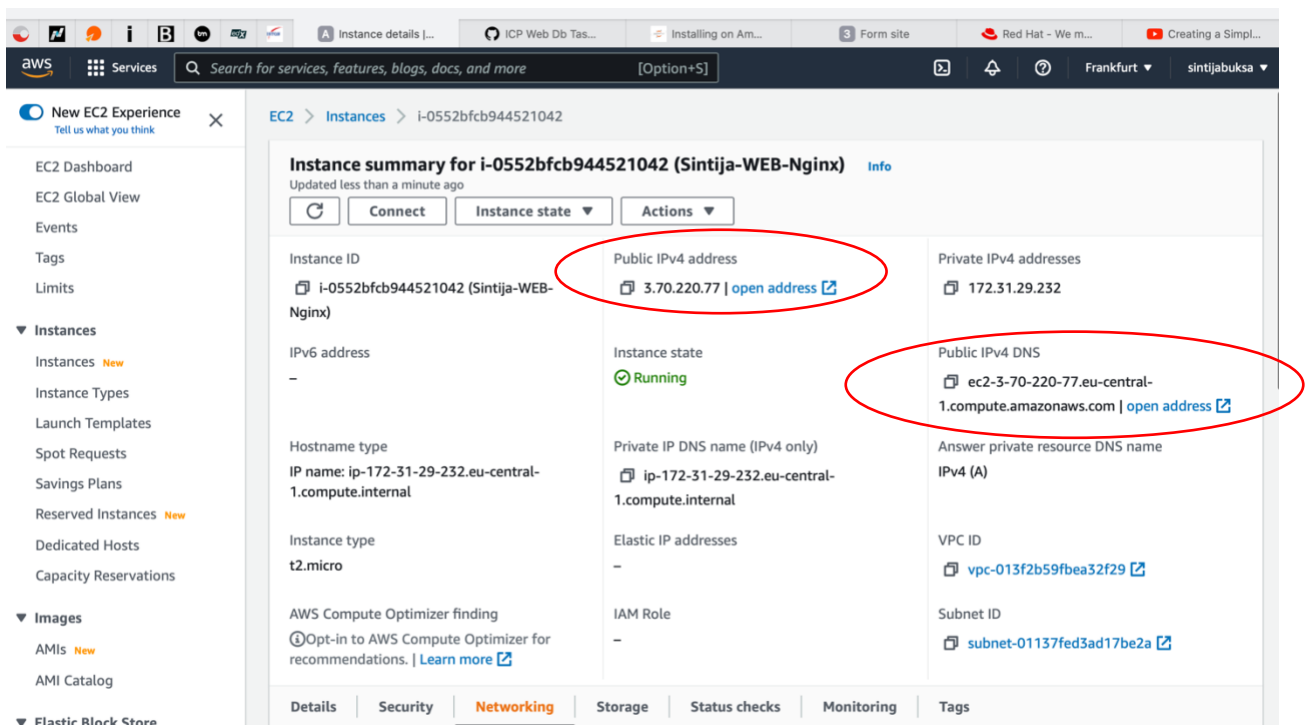 A Instance details |...
ICP Web Db Tas...
Installing on Am...
3 Form site
Red Hat - We m...
Creating a Simpl...
aws
Services
Search for services, features, blogs, docs, and more
[Option+S]
Frankfurt ▼
sintijabuksa ▼
New EC2 Experience
Tell us what you think
EC2 Dashboard
EC2 Global View
Events
Tags
Limits
▼ Instances
Instances New
Instance Types
Launch Templates
Spot Requests
Savings Plans
Reserved Instances New
Dedicated Hosts
Capacity Reservations
▼ Images
AMIs New
AMI Catalog
▼ Elastic Block Store
EC2 > Instances > i-0552bfcb944521042
Instance summary for i-0552bfcb944521042 (Sintija-WEB-Nginx) Info
Updated less than a minute ago
Connect
Instance state ▼
Actions ▼
Instance ID
i-0552bfcb944521042 (Sintija-WEB-
Nginx)
Public IPv4 address
3.70.220.77 | open address
Private IPv4 addresses
172.31.29.232
IPv6 address
–
Instance state
Running
Public IPv4 DNS
ec2-3-70-220-77.eu-central-
1.compute.amazonaws.com | open address
Hostname type
IP name: ip-172-31-29-232.eu-central-
1.compute.internal
Private IP DNS name (IPv4 only)
ip-172-31-29-232.eu-central-
1.compute.internal
Answer private resource DNS name
IPv4 (A)
Instance type
t2.micro
Elastic IP addresses
–
VPC ID
vpc-013f2b59fbea32f29
AWS Compute Optimizer finding
Opt-in to AWS Compute Optimizer for
recommendations. | Learn more
IAM Role
–
Subnet ID
subnet-01137fed3ad17be2a
Details
Security
Networking
Storage
Status checks
Monitoring
Tags